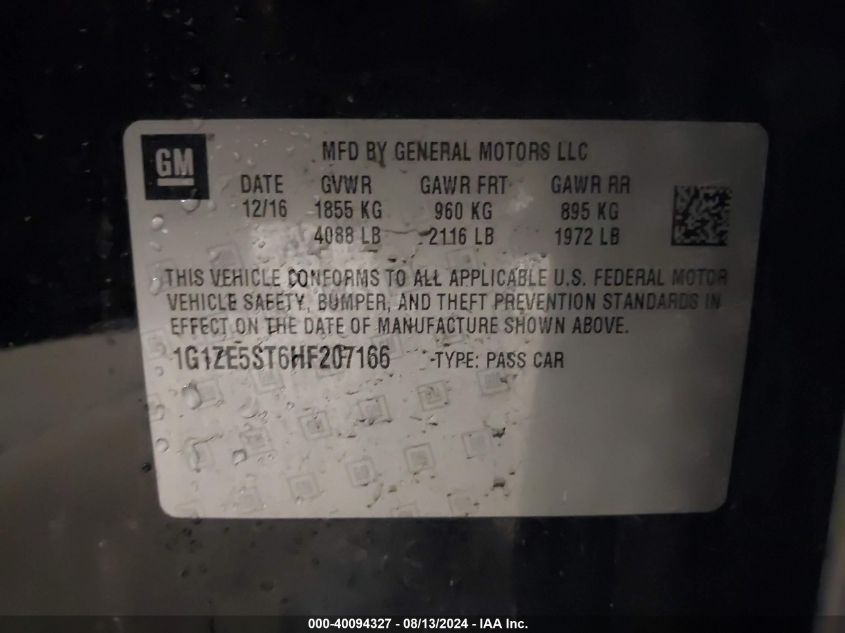 GM
MFD BY GENERAL MOTORS LLC
DATE GVWR GAWR FRT GAWR RR
12/16 1855 KG 960 KG 895 KG
4088 LB 2116 LB 1972 LB
THIS VEHICLE CONFORMS TO ALL APPLICABLE U.S. FEDERAL MOTOR
VEHICLE SAFETY, BUMPER, AND THEFT PREVENTION STANDARDS IN
EFFECT ON THE DATE OF MANUFACTURE SHOWN ABOVE.
1G1ZE5ST6HF207166 TYPE: PASS CAR
000-40094327 - 08/13/2024 - IAA Inc.